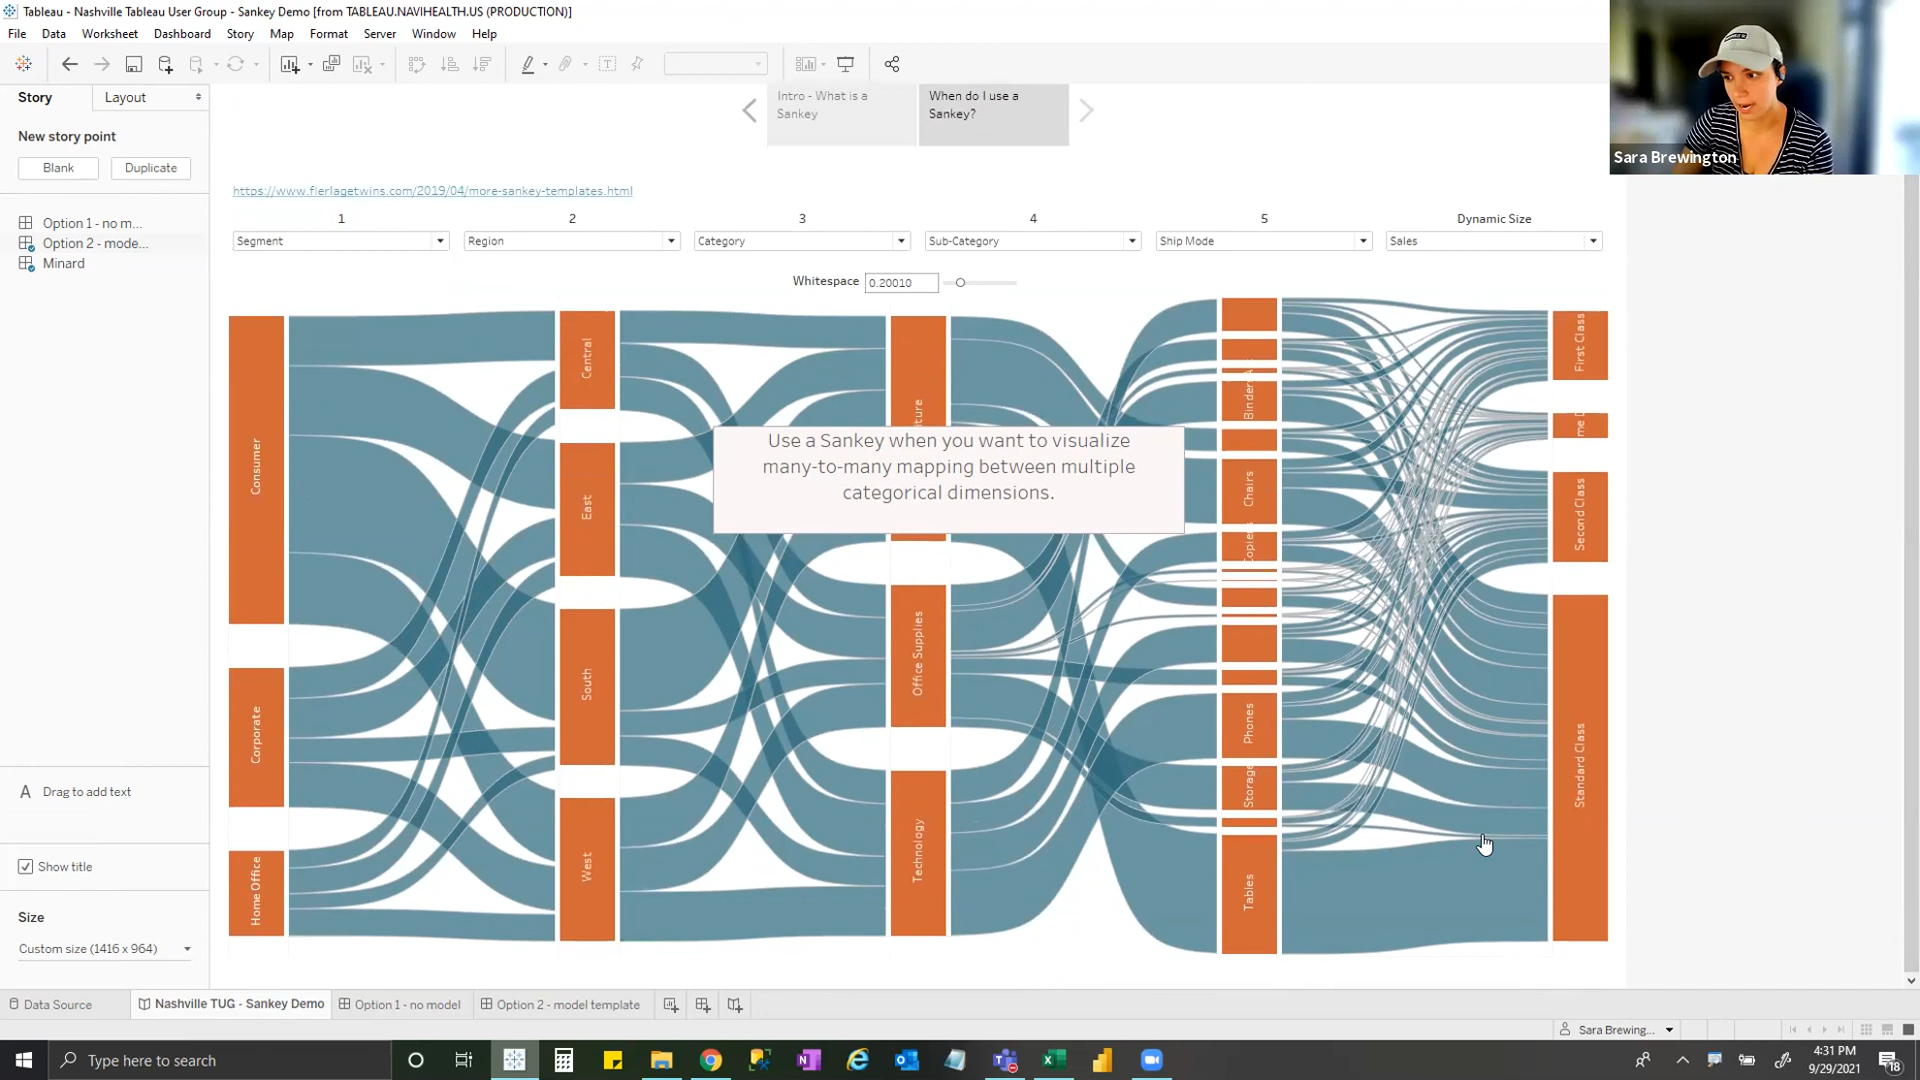 Tableau - Nashville Tableau User Group - Sankey Demo [from TABLEAU.NAVIHEALTH.US (PRODUCTION)]
File Data Worksheet Dashboard Story Map Format Server Window Help
Story Layout
New story point
Blank Duplicate
Option 1 - no m...
Option 2 - mode...
Minard
A Drag to add text
Show title
Size
Custom size (1416 x 964)
Intro - What is a
Sankey
When do I use a
Sankey?
Sara Brewington
https://www.flerlagetwins.com/2019/04/more-sankey-templates.html
1 2 3 4 5 Dynamic Size
Segment Region Category Sub-Category Ship Mode Sales
Whitespace 0.20010
Use a Sankey when you want to visualize
many-to-many mapping between multiple
categorical dimensions.
Consumer
Corporate
Home Office
Central
East
South
West
Office Supplies
Technology
Chairs
Phones
Storage
Tables
First Class
Second Class
Standard Class
Data Source Nashville TUG - Sankey Demo Option 1 - no model Option 2 - model template
Sara Brewing...
Type here to search
4:31 PM
9/29/2021
18